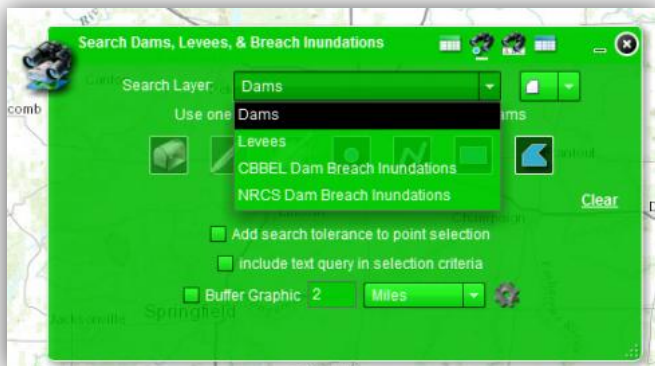 Search Dams, Levees, & Breach Inundations
Search Layer: Dams
comb
Use one
Dams
Levees
CBBEL Dam Breach Inundations
NRCS Dam Breach Inundations
Clear
Add search tolerance to point selection
include text query in selection criteria
Buffer Graphic 2 Miles
Jacksonville Springfield